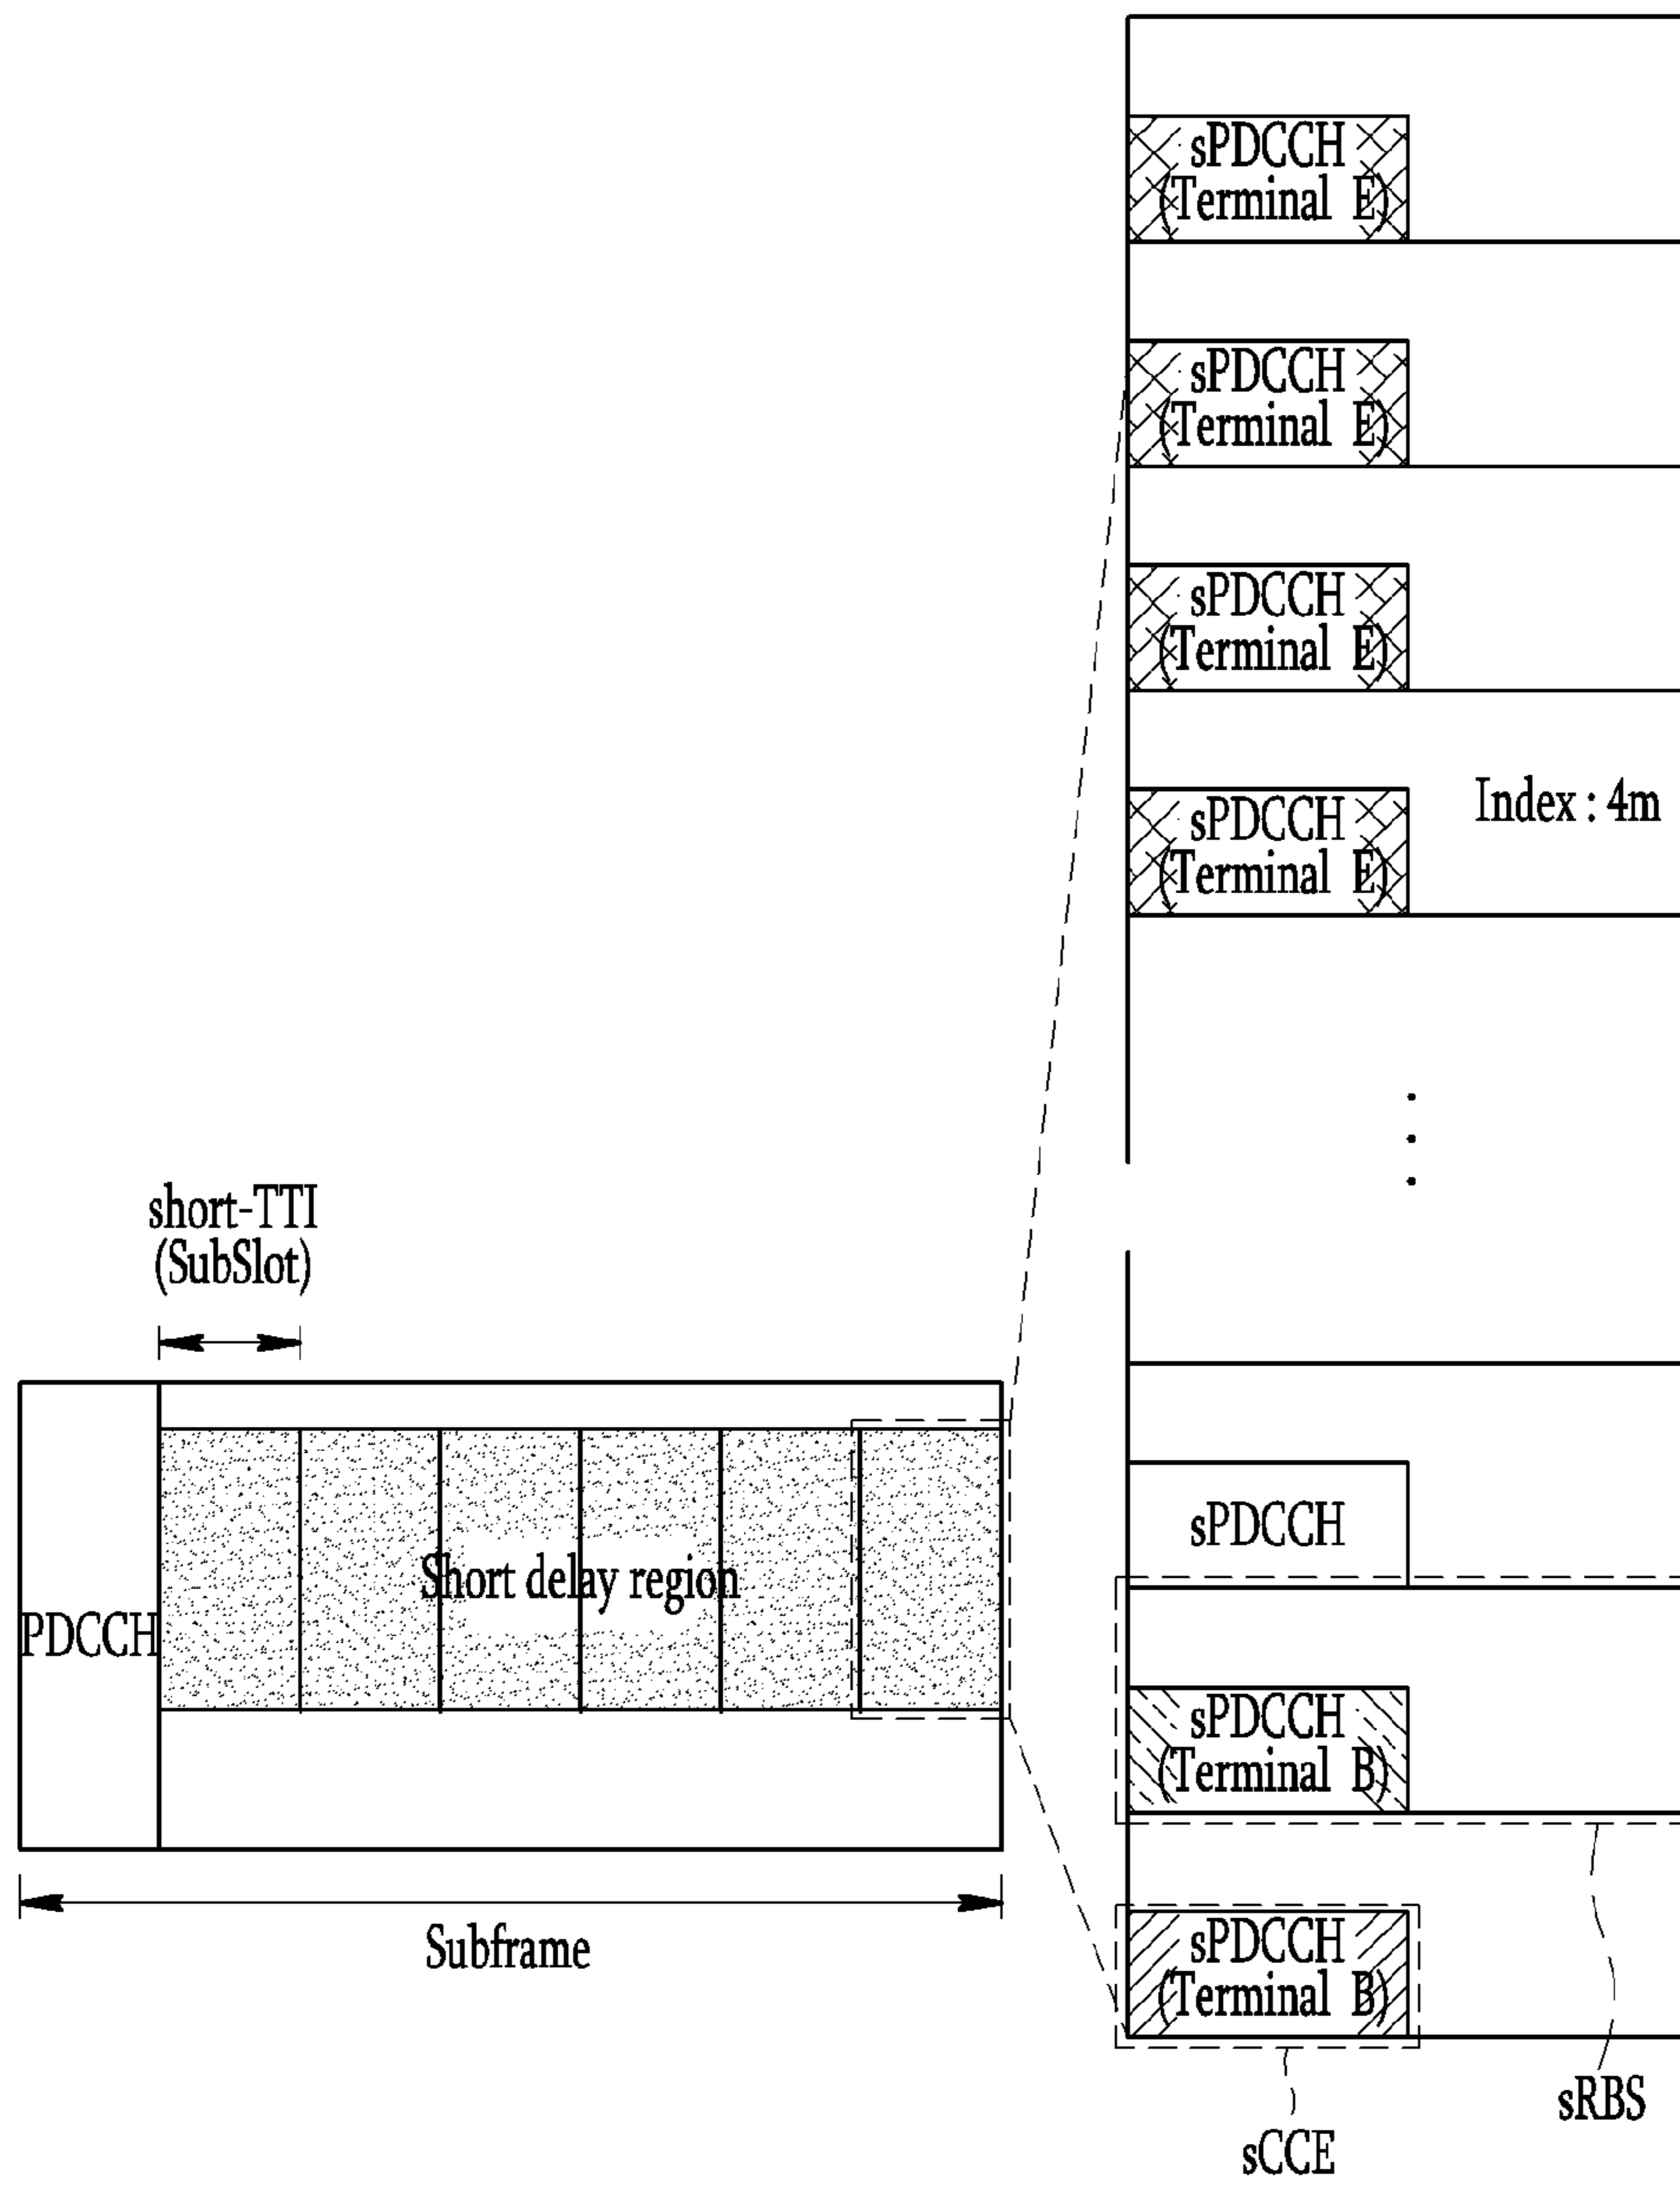 sPDCCH
(Terminal E)
sPDCCH
(Terminal E)
sPDCCH
(Terminal E)
sPDCCH
(Terminal E)
Index : 4m
short-TTI
(SubSlot)
PDCCH
Short delay region
Subframe
sPDCCH
sPDCCH
(Terminal B)
sPDCCH
(Terminal B)
sRBS
sCCE